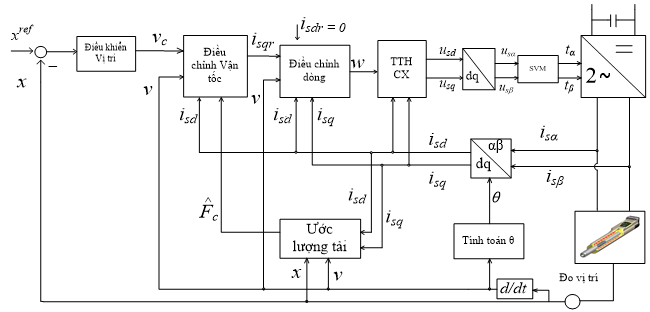 x^ref
−
x
Điều khiển
Vị trí
v_c
v
Điều
chỉnh Vận
tốc
i_sqr
i_sdr = 0
v
Điều chỉnh
dòng
w
TTH
CX
u_sd
u_sq
dq
u_sα
u_sβ
SVM
t_α
t_β
=
2~
i_sd
i_sd
i_sq
i_sd
i_sq
αβ
dq
i_sα
i_sβ
θ
F̂_c
i_sd
i_sq
Ước
lượng tải
x
v
Tính toán θ
d/dt
Đo vị trí